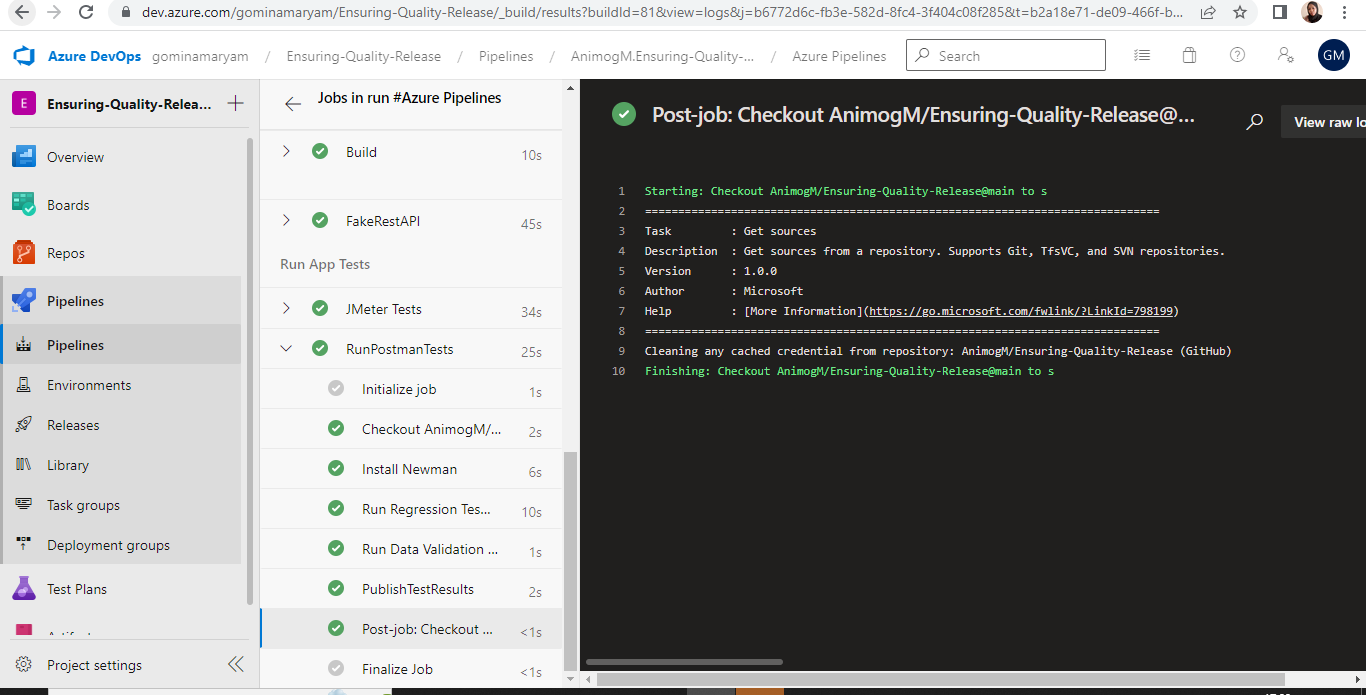 dev.azure.com/gominamaryam/Ensuring-Quality-Release/_build/results?buildId=81&view=logs&j=b6772d6c-fb3e-582d-8fc4-3f404c08f285&t=b2a18e71-de09-466f-b...
Azure DevOps gominamaryam / Ensuring-Quality-Release / Pipelines / AnimogM.Ensuring-Quality-... / Azure Pipelines Search GM
E Ensuring-Quality-Relea...
Overview
Boards
Repos
Pipelines
Pipelines
Environments
Releases
Library
Task groups
Deployment groups
Test Plans
Project settings
Jobs in run #Azure Pipelines
Build 10s
FakeRestAPI 45s
Run App Tests
JMeter Tests 34s
RunPostmanTests 25s
Initialize job 1s
Checkout AnimogM/... 2s
Install Newman 6s
Run Regression Tes... 10s
Run Data Validation ... 1s
PublishTestResults 2s
Post-job: Checkout ... <1s
Finalize Job <1s
Post-job: Checkout AnimogM/Ensuring-Quality-Release@...
View raw lo
1 Starting: Checkout AnimogM/Ensuring-Quality-Release@main to s
2 ==============================================================================
3 Task : Get sources
4 Description : Get sources from a repository. Supports Git, TfsVC, and SVN repositories.
5 Version : 1.0.0
6 Author : Microsoft
7 Help : [More Information](https://go.microsoft.com/fwlink/?LinkId=798199)
8 ==============================================================================
9 Cleaning any cached credential from repository: AnimogM/Ensuring-Quality-Release (GitHub)
10 Finishing: Checkout AnimogM/Ensuring-Quality-Release@main to s